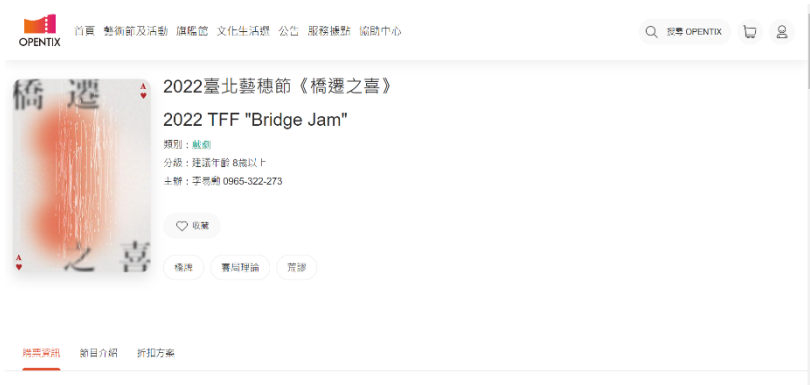 OPENTIX
首頁 藝術節及活動 旗艦館 文化生活選 公告 服務據點 協助中心
搜尋 OPENTIX
橋 遷
A
之 喜
A
2022臺北藝穗節《橋遷之喜》
2022 TFF "Bridge Jam"
類別：戲劇
分級：建議年齡 8歲以上
主辦：李易勳 0965-322-273
收藏
橋牌 賽局理論 荒謬
購票資訊 節目介紹 折扣方案